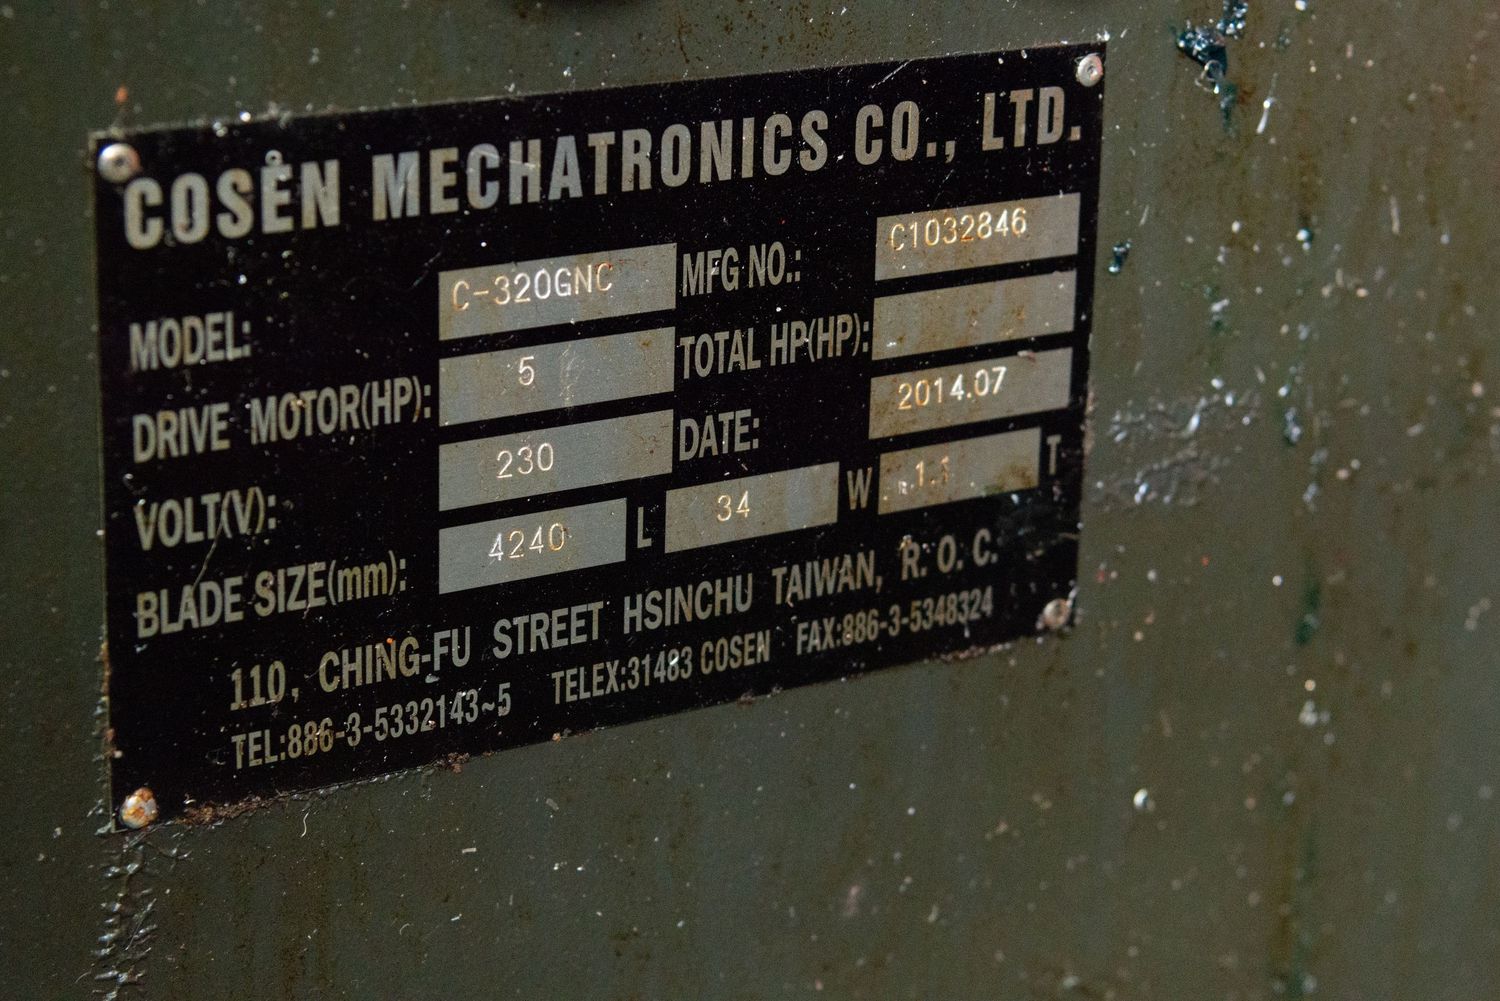 COSEN MECHATRONICS CO., LTD.
MODEL: C-320GNC MFG NO.: C1032846
DRIVE MOTOR(HP): 5 TOTAL HP(HP):
VOLT(V): 230 DATE: 2014.07
BLADE SIZE(mm): 4240 L 34 W 1.1 T
110, CHING-FU STREET HSINCHU TAIWAN, R. O. C.
TEL:886-3-5332143~5 TELEX:31483 COSEN FAX:886-3-5348324